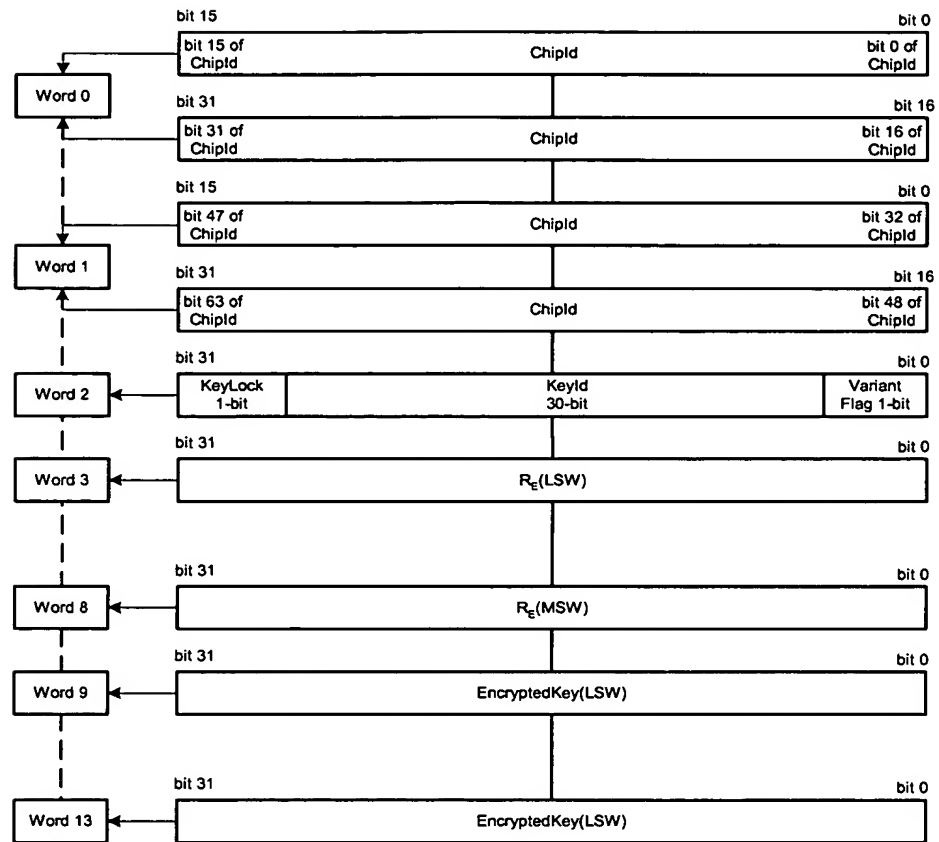 bit 15 bit 0
bit 15 of ChipId bit 0 of
ChipId ChipId
Word 0
bit 31 bit 16
bit 31 of ChipId bit 16 of
ChipId ChipId
bit 15 bit 0
bit 47 of ChipId bit 32 of
ChipId ChipId
Word 1
bit 31 bit 16
bit 63 of ChipId bit 48 of
ChipId ChipId
bit 31 bit 0
Word 2 KeyLock KeyId Variant
1-bit 30-bit Flag 1-bit
bit 31 bit 0
Word 3 R_E(LSW)
bit 31 bit 0
Word 8 R_E(MSW)
bit 31 bit 0
Word 9 EncryptedKey(LSW)
bit 31 bit 0
Word 13 EncryptedKey(LSW)